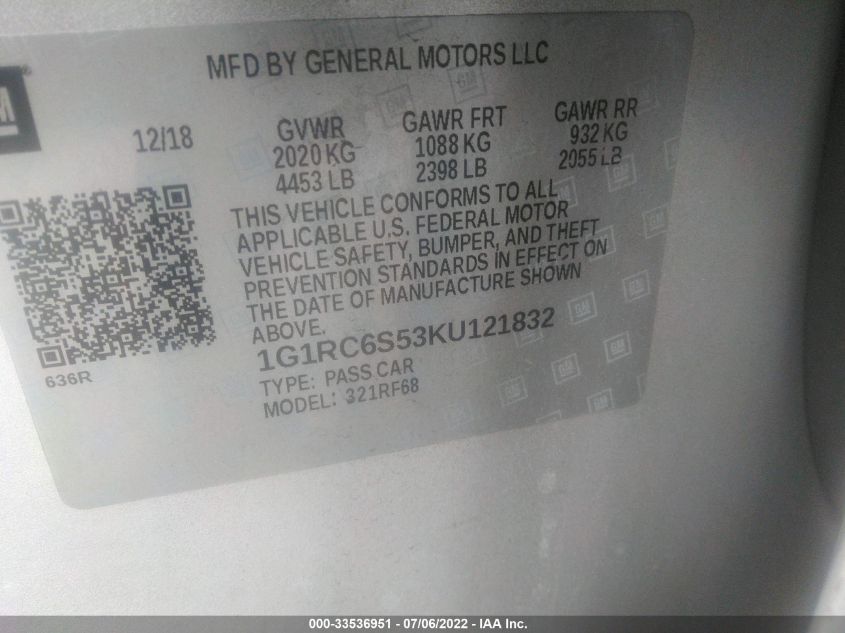 MFD BY GENERAL MOTORS LLC
12/18
GVWR
2020 KG
4453 LB
GAWR FRT
1088 KG
2398 LB
GAWR RR
932 KG
2055 LB
THIS VEHICLE CONFORMS TO ALL
APPLICABLE U.S. FEDERAL MOTOR
VEHICLE SAFETY, BUMPER, AND THEFT
PREVENTION STANDARDS IN EFFECT ON
THE DATE OF MANUFACTURE SHOWN
ABOVE.
1G1RC6S53KU121832
TYPE: PASS CAR
MODEL: 321RF68
636R
000-33536951 - 07/06/2022 - IAA Inc.